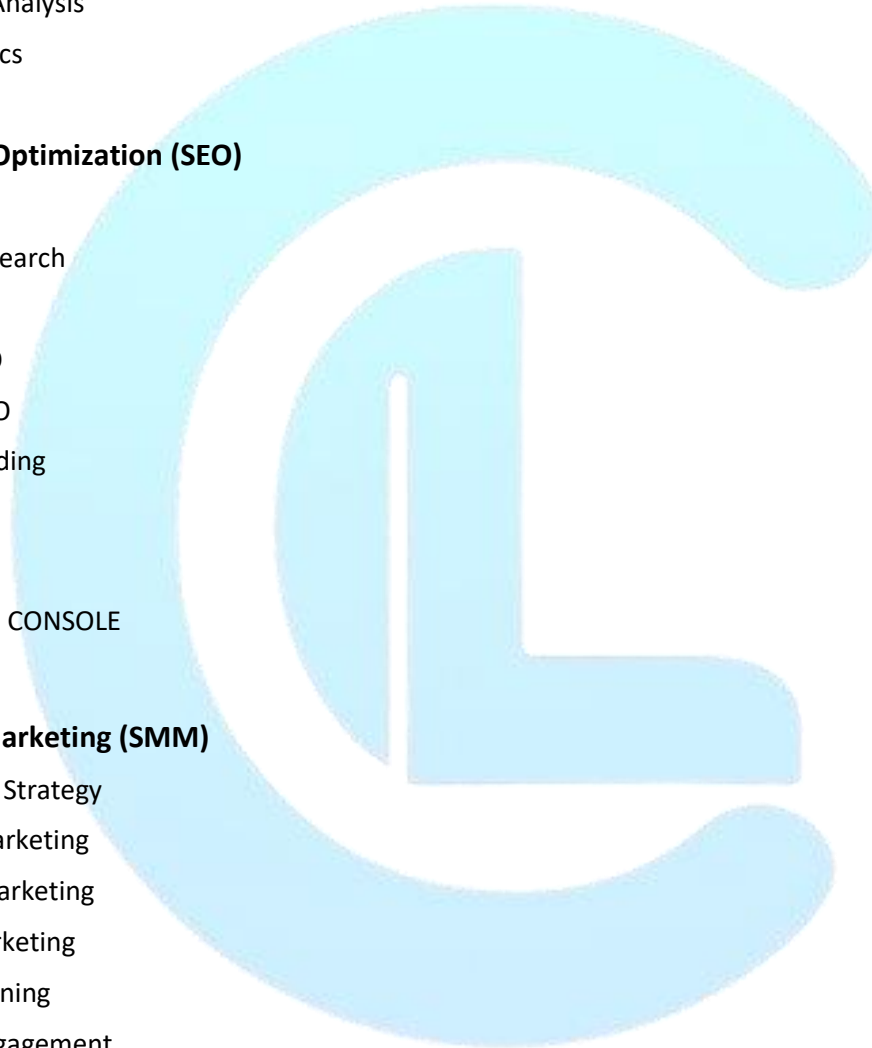 Analysis
cs
Optimization (SEO)
earch
O
ding
CONSOLE
arketing (SMM)
Strategy
arketing
arketing
rketing
ning
gagement